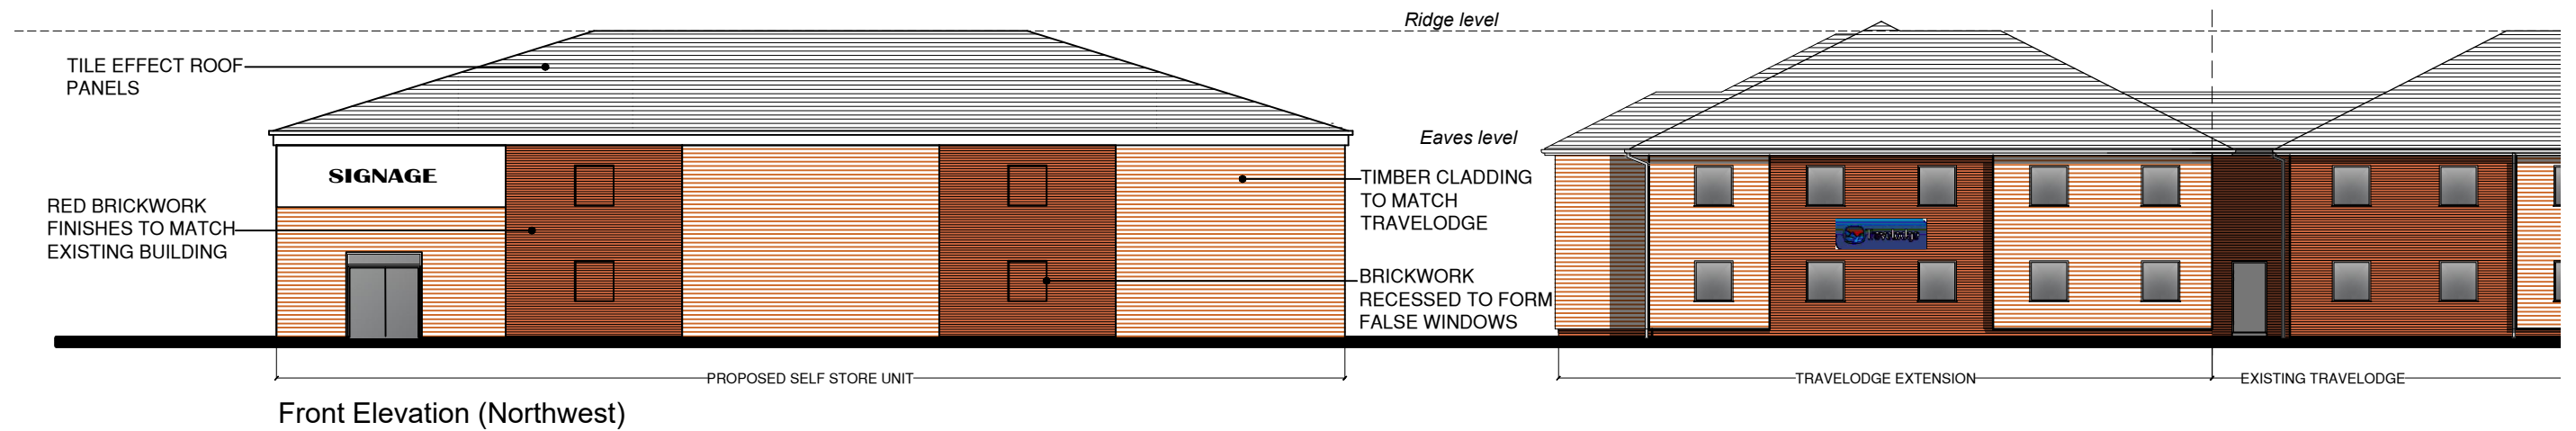 Ridge level
TILE EFFECT ROOF
PANELS
Eaves level
SIGNAGE
TIMBER CLADDING
TO MATCH
TRAVELODGE
RED BRICKWORK
FINISHES TO MATCH
EXISTING BUILDING
Travelodge
BRICKWORK
RECESSED TO FORM
FALSE WINDOWS
PROPOSED SELF STORE UNIT
TRAVELODGE EXTENSION
EXISTING TRAVELODGE
Front Elevation (Northwest)